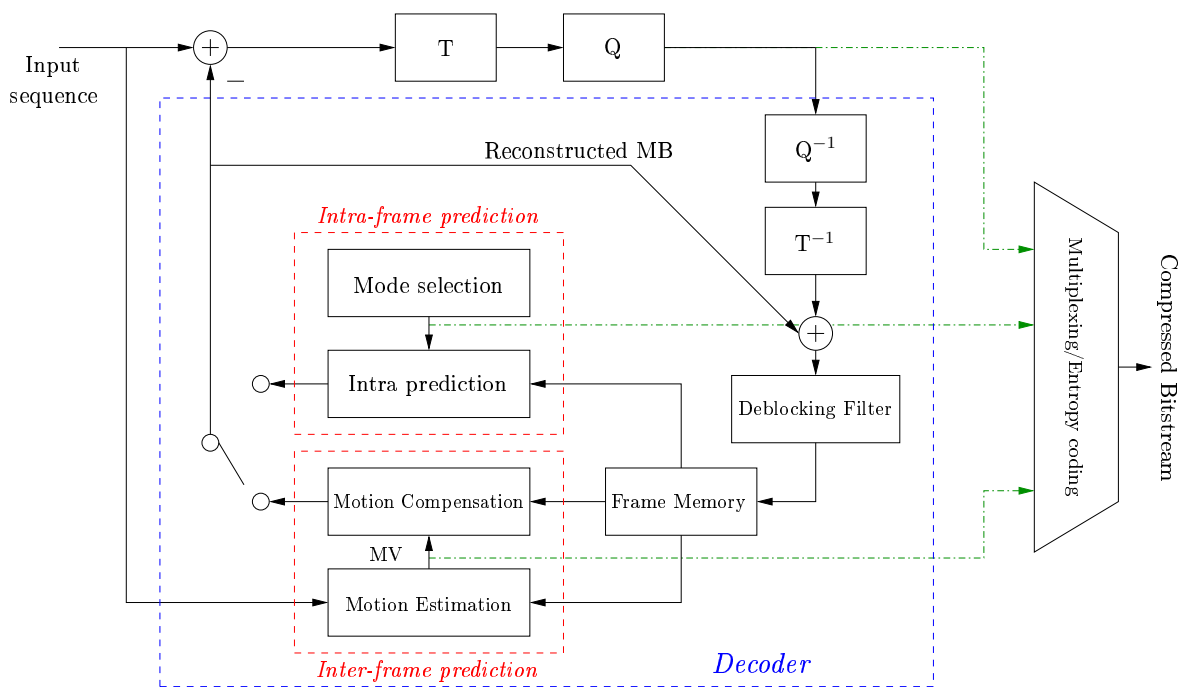 Input
sequence
+
−
T
Q
Q−1
T−1
+
Reconstructed MB
Intra-frame prediction
Mode selection
Intra prediction
Deblocking Filter
Motion Compensation
Frame Memory
MV
Motion Estimation
Inter-frame prediction
Decoder
Multiplexing/Entropy coding
Compressed Bitstream